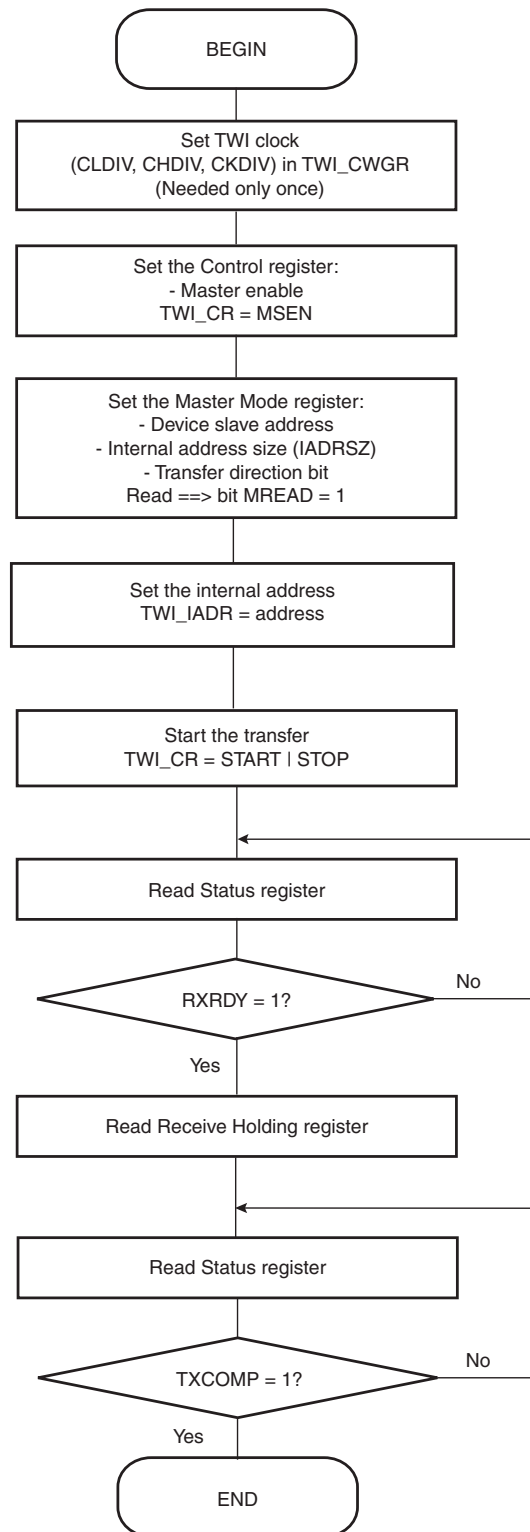 BEGIN
Set TWI clock
(CLDIV, CHDIV, CKDIV) in TWI_CWGR
(Needed only once)
Set the Control register:
- Master enable
TWI_CR = MSEN
Set the Master Mode register:
- Device slave address
- Internal address size (IADRSZ)
- Transfer direction bit
Read ==> bit MREAD = 1
Set the internal address
TWI_IADR = address
Start the transfer
TWI_CR = START | STOP
Read Status register
RXRDY = 1?
No
Yes
Read Receive Holding register
Read Status register
TXCOMP = 1?
No
Yes
END